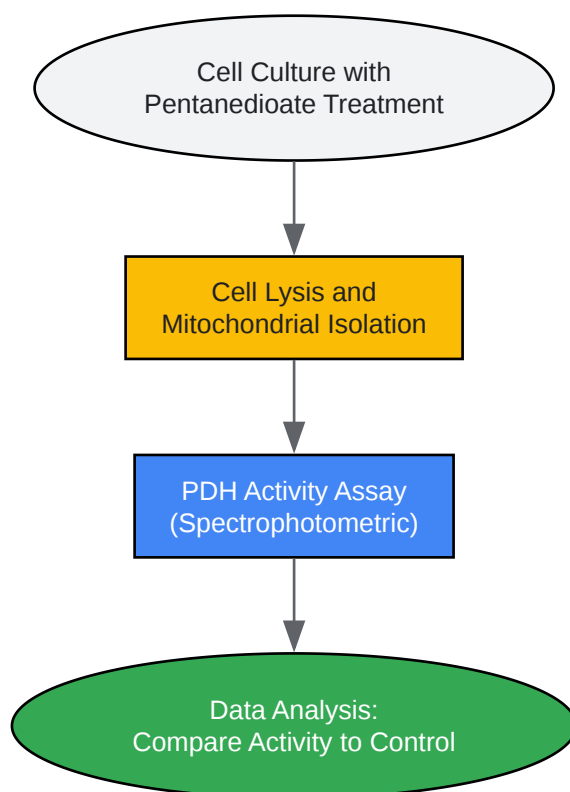 Cell Culture with
Pentanedioate Treatment
Cell Lysis and
Mitochondrial Isolation
PDH Activity Assay
(Spectrophotometric)
Data Analysis:
Compare Activity to Control